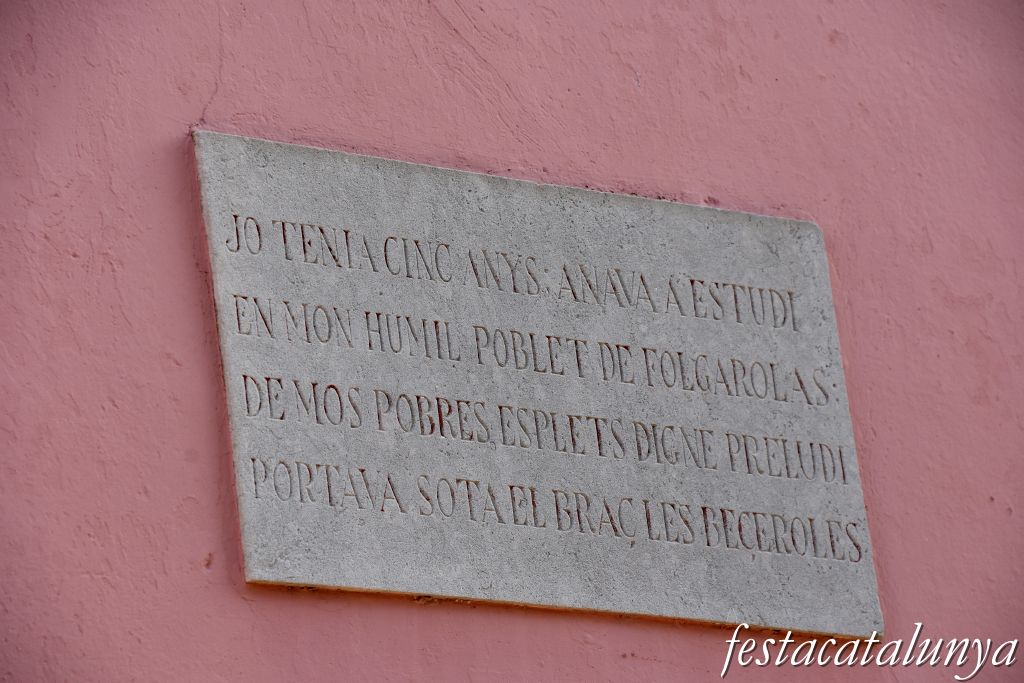 JO TENIA CINC ANYS; ANAVA A ESTUDI
EN MON HUMIL POBLET DE FOLGAROLAS:
DE MOS POBRES ESPLETS DIGNE PRELUDI
PORTAVA SOTA EL BRAÇ LES BEÇEROLES
festacatalunya